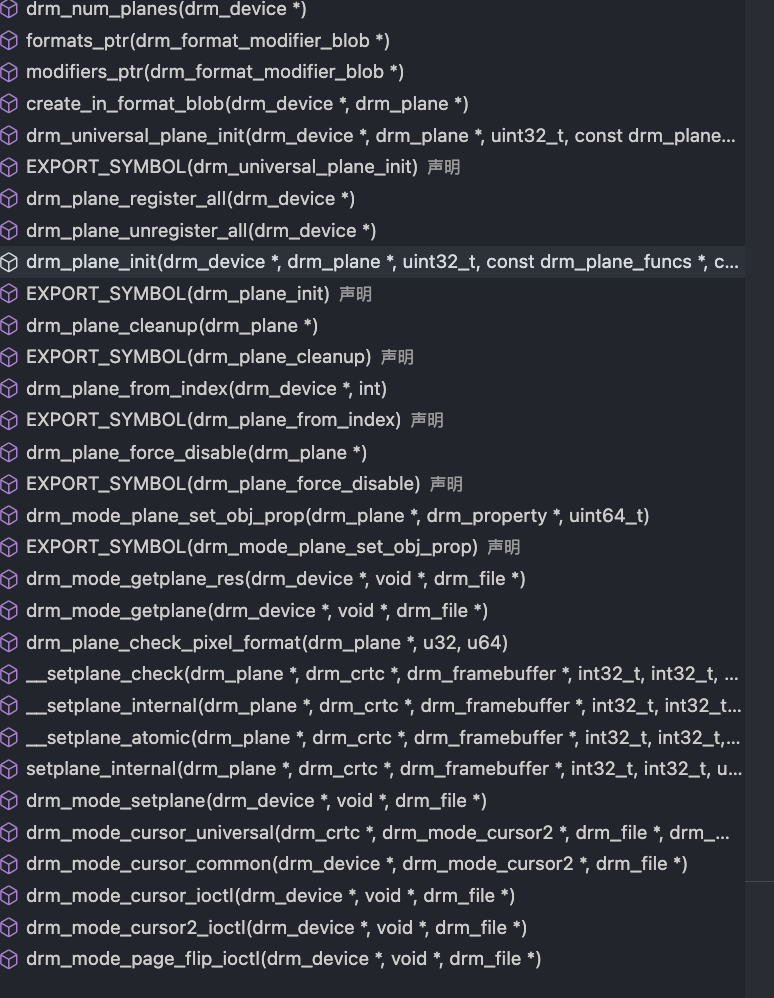 drm_num_planes(drm_device *)
formats_ptr(drm_format_modifier_blob *)
modifiers_ptr(drm_format_modifier_blob *)
create_in_format_blob(drm_device *, drm_plane *)
drm_universal_plane_init(drm_device *, drm_plane *, uint32_t, const drm_plane...
EXPORT_SYMBOL(drm_universal_plane_init) 声明
drm_plane_register_all(drm_device *)
drm_plane_unregister_all(drm_device *)
drm_plane_init(drm_device *, drm_plane *, uint32_t, const drm_plane_funcs *, c...
EXPORT_SYMBOL(drm_plane_init) 声明
drm_plane_cleanup(drm_plane *)
EXPORT_SYMBOL(drm_plane_cleanup) 声明
drm_plane_from_index(drm_device *, int)
EXPORT_SYMBOL(drm_plane_from_index) 声明
drm_plane_force_disable(drm_plane *)
EXPORT_SYMBOL(drm_plane_force_disable) 声明
drm_mode_plane_set_obj_prop(drm_plane *, drm_property *, uint64_t)
EXPORT_SYMBOL(drm_mode_plane_set_obj_prop) 声明
drm_mode_getplane_res(drm_device *, void *, drm_file *)
drm_mode_getplane(drm_device *, void *, drm_file *)
drm_plane_check_pixel_format(drm_plane *, u32, u64)
__setplane_check(drm_plane *, drm_crtc *, drm_framebuffer *, int32_t, int32_t, ...
__setplane_internal(drm_plane *, drm_crtc *, drm_framebuffer *, int32_t, int32_t...
__setplane_atomic(drm_plane *, drm_crtc *, drm_framebuffer *, int32_t, int32_t,...
setplane_internal(drm_plane *, drm_crtc *, drm_framebuffer *, int32_t, int32_t, u...
drm_mode_setplane(drm_device *, void *, drm_file *)
drm_mode_cursor_universal(drm_crtc *, drm_mode_cursor2 *, drm_file *, drm_...
drm_mode_cursor_common(drm_device *, drm_mode_cursor2 *, drm_file *)
drm_mode_cursor_ioctl(drm_device *, void *, drm_file *)
drm_mode_cursor2_ioctl(drm_device *, void *, drm_file *)
drm_mode_page_flip_ioctl(drm_device *, void *, drm_file *)